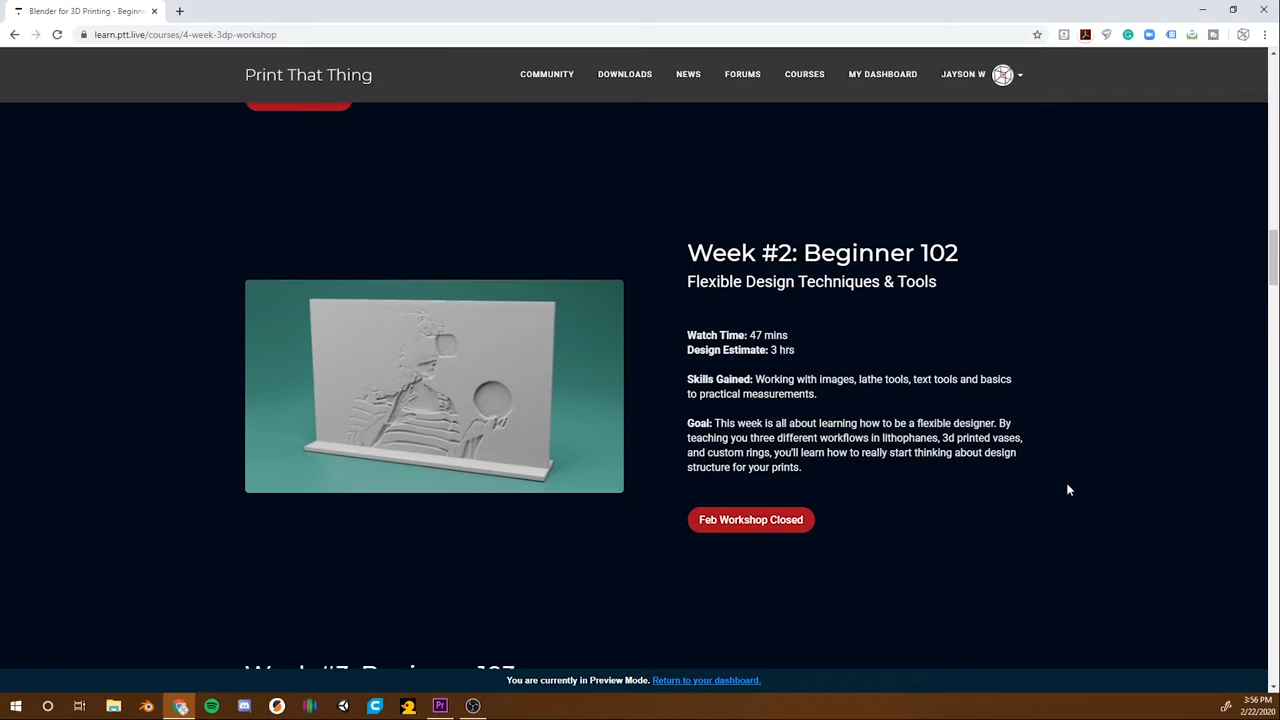 Blender for 3D Printing - Beginn
learn.ptt.live/courses/4-week-3dp-workshop
Print That Thing
COMMUNITY
DOWNLOADS
NEWS
FORUMS
COURSES
MY DASHBOARD
JAYSON W
Week #2: Beginner 102
Flexible Design Techniques & Tools
Watch Time: 47 mins
Design Estimate: 3 hrs
Skills Gained: Working with images, lathe tools, text tools and basics
to practical measurements.
Goal: This week is all about learning how to be a flexible designer. By
teaching you three different workflows in lithophanes, 3d printed vases,
and custom rings, you'll learn how to really start thinking about design
structure for your prints.
Feb Workshop Closed
You are currently in Preview Mode. Return to your dashboard.
Pr
3:56 PM
2/22/2020